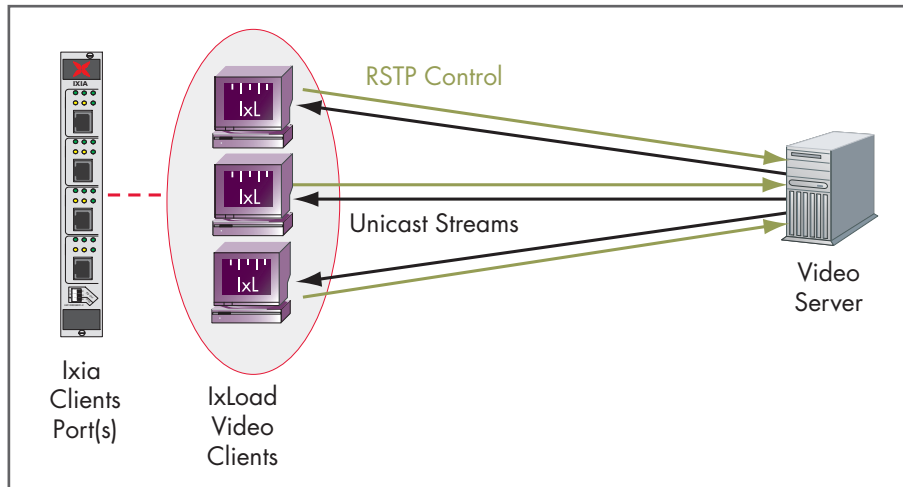 IXIA
RSTP Control
IxL
IxL
IxL
Unicast Streams
Video
Server
Ixia
Clients
Port(s)
IxLoad
Video
Clients